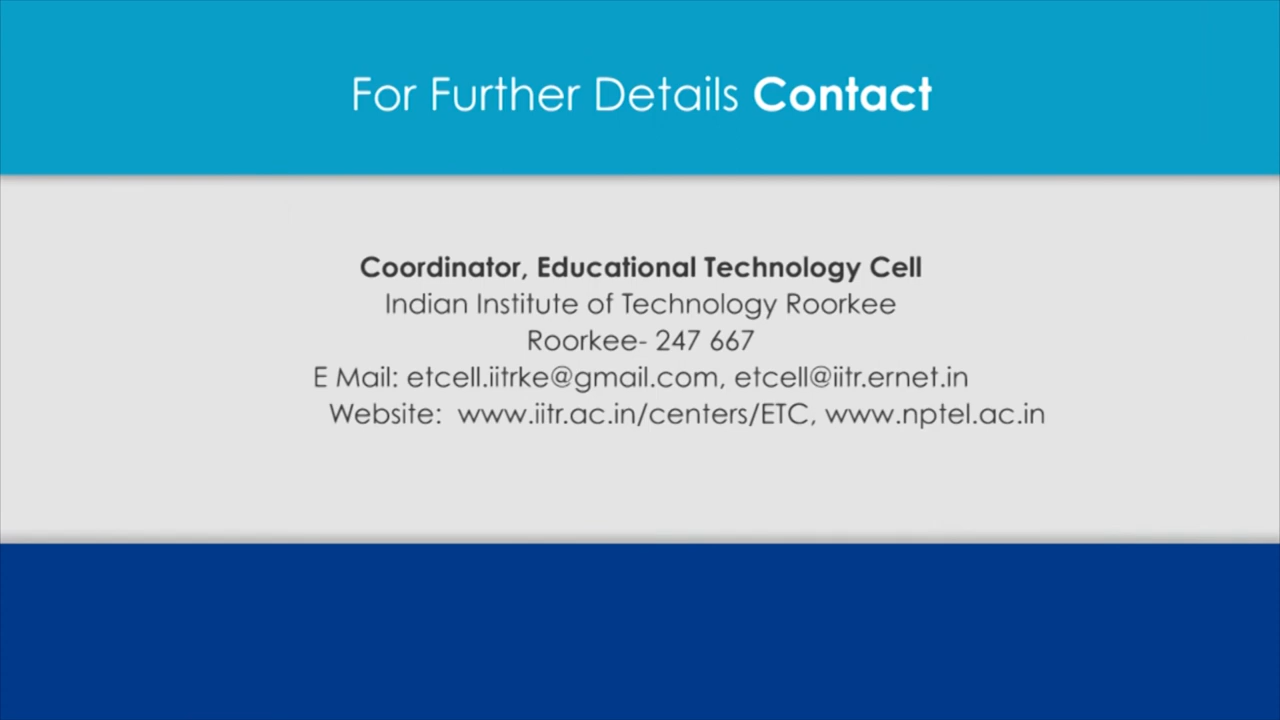 For Further Details Contact
Coordinator, Educational Technology Cell
Indian Institute of Technology Roorkee
Roorkee- 247 667
E Mail: etcell.iitrke@gmail.com, etcell@iitr.ernet.in
Website: www.iitr.ac.in/centers/ETC, www.nptel.ac.in